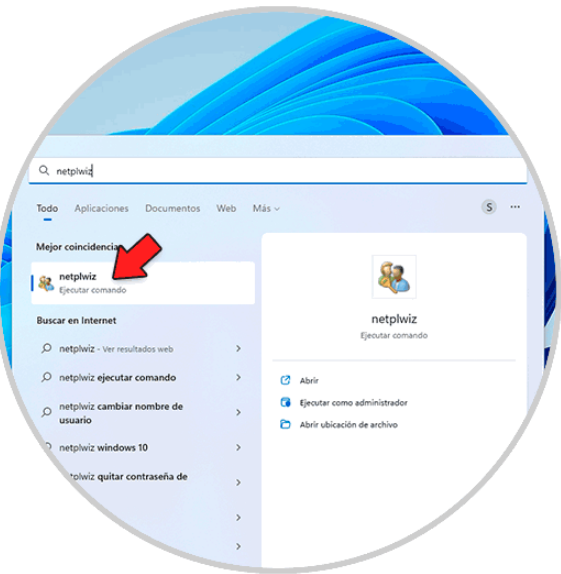 netplwiz
Todo Aplicaciones Documentos Web Más
S ...
Mejor coincidencia
netplwiz
Ejecutar comando
Buscar en Internet
netplwiz - Ver resultados web
netplwiz ejecutar comando
netplwiz cambiar nombre de
usuario
netplwiz windows 10
quitar contraseña de
netplwiz
Ejecutar comando
Abrir
Ejecutar como administrador
Abrir ubicación de archivo